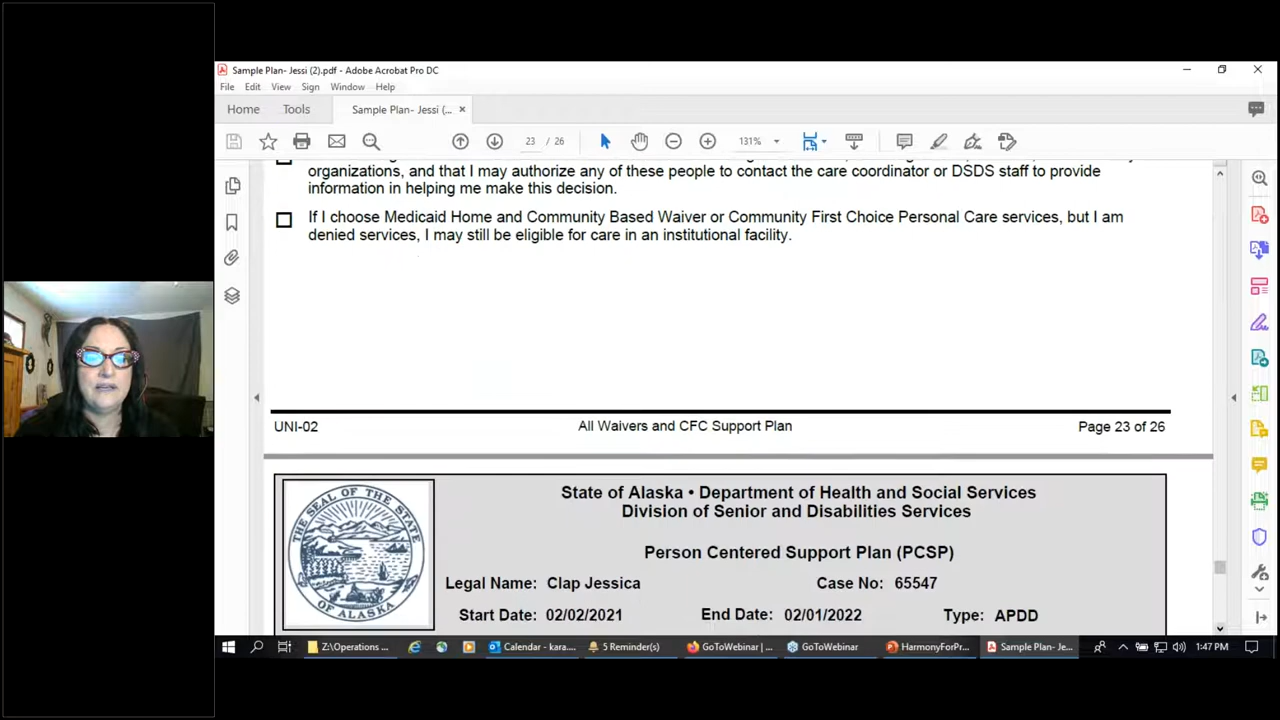 Sample Plan- Jessi (2).pdf - Adobe Acrobat Pro DC
File Edit View Sign Window Help
Home Tools Sample Plan- Jessi (... ×
23 / 26 131%
organizations, and that I may authorize any of these people to contact the care coordinator or DSDS staff to provide
information in helping me make this decision.
If I choose Medicaid Home and Community Based Waiver or Community First Choice Personal Care services, but I am
denied services, I may still be eligible for care in an institutional facility.
UNI-02 All Waivers and CFC Support Plan Page 23 of 26
THE SEAL OF THE STATE OF ALASKA
State of Alaska • Department of Health and Social Services
Division of Senior and Disabilities Services
Person Centered Support Plan (PCSP)
Legal Name: Clap Jessica Case No: 65547
Start Date: 02/02/2021 End Date: 02/01/2022 Type: APDD
Z:\Operations ... Calendar - kara.... 5 Reminder(s) GoToWebinar | ... GoToWebinar HarmonyForPr... Sample Plan- Je... 1:47 PM